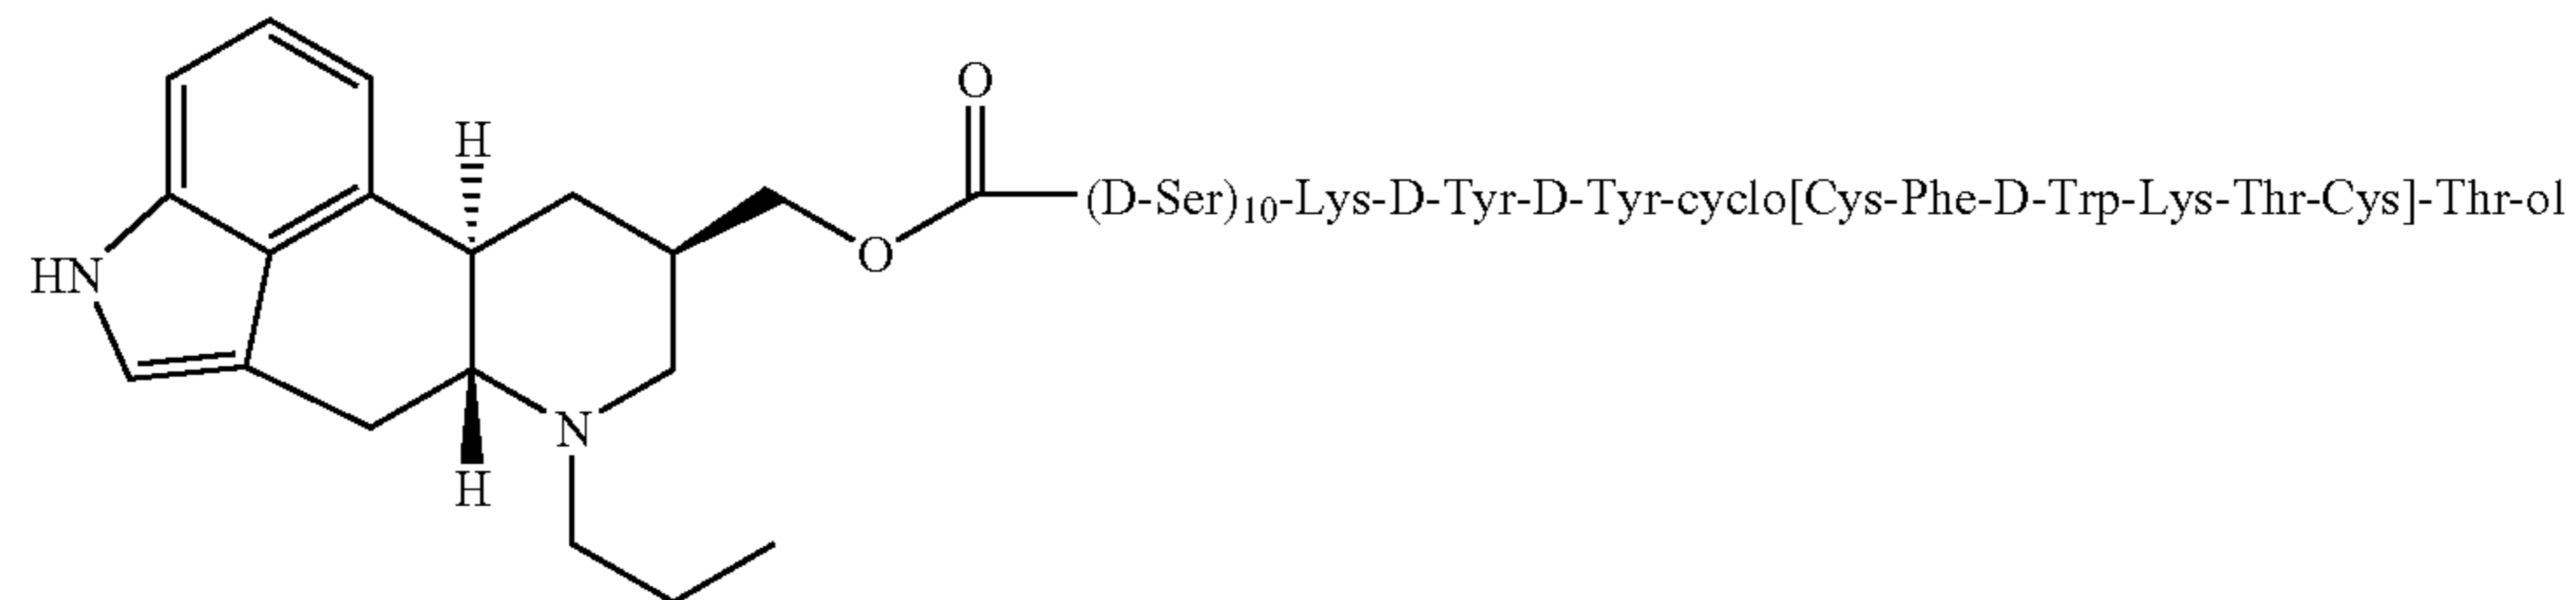 O
H
(D-Ser)10-Lys-D-Tyr-D-Tyr-cyclo[Cys-Phe-D-Trp-Lys-Thr-Cys]-Thr-ol
O
HN
N
H